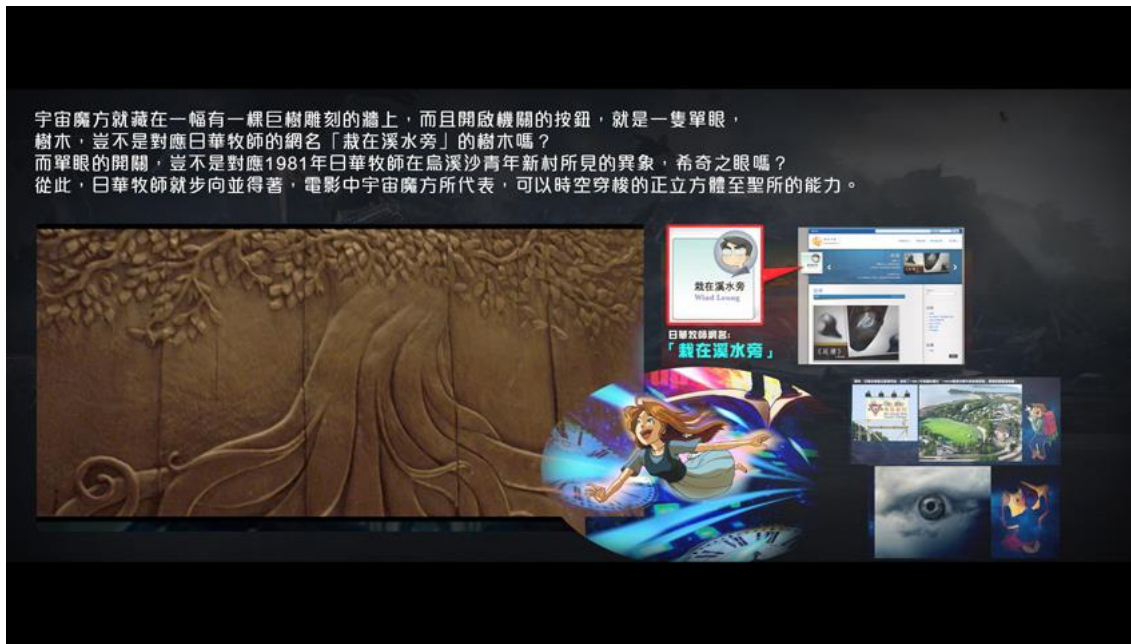 宇宙魔方就藏在一幅有一棵巨樹雕刻的牆上，而且開啟機關的按鈕，就是一隻單眼，
樹木，豈不是對應日華牧師的網名「栽在溪水旁」的樹木嗎？
而單眼的開關，豈不是對應1981年日華牧師在烏溪沙青年新村所見的異象，希奇之眼嗎？
從此，日華牧師就步向並得著，電影中宇宙魔方所代表，可以時空穿梭的正立方體至聖所的能力。
栽在溪水旁
Wind Leung
日華牧師網名:
「栽在溪水旁」